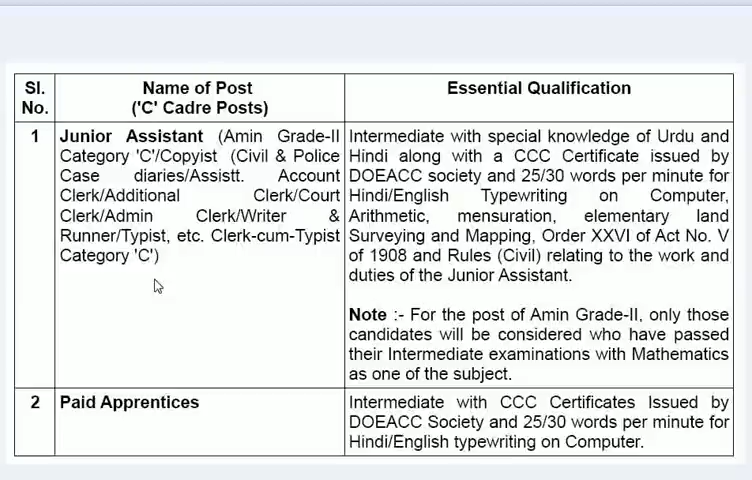 Sl. No.
Name of Post
('C' Cadre Posts)
Essential Qualification
1
Junior Assistant (Amin Grade-II
Category 'C'/Copyist (Civil & Police
Case diaries/Assistt. Account
Clerk/Additional Clerk/Court
Clerk/Admin Clerk/Writer &
Runner/Typist, etc. Clerk-cum-Typist
Category 'C')
Intermediate with special knowledge of Urdu and
Hindi along with a CCC Certificate issued by
DOEACC society and 25/30 words per minute for
Hindi/English Typewriting on Computer,
Arithmetic, mensuration, elementary land
Surveying and Mapping, Order XXVI of Act No. V
of 1908 and Rules (Civil) relating to the work and
duties of the Junior Assistant.
Note :- For the post of Amin Grade-II, only those
candidates will be considered who have passed
their Intermediate examinations with Mathematics
as one of the subject.
2
Paid Apprentices
Intermediate with CCC Certificates Issued by
DOEACC Society and 25/30 words per minute for
Hindi/English typewriting on Computer.